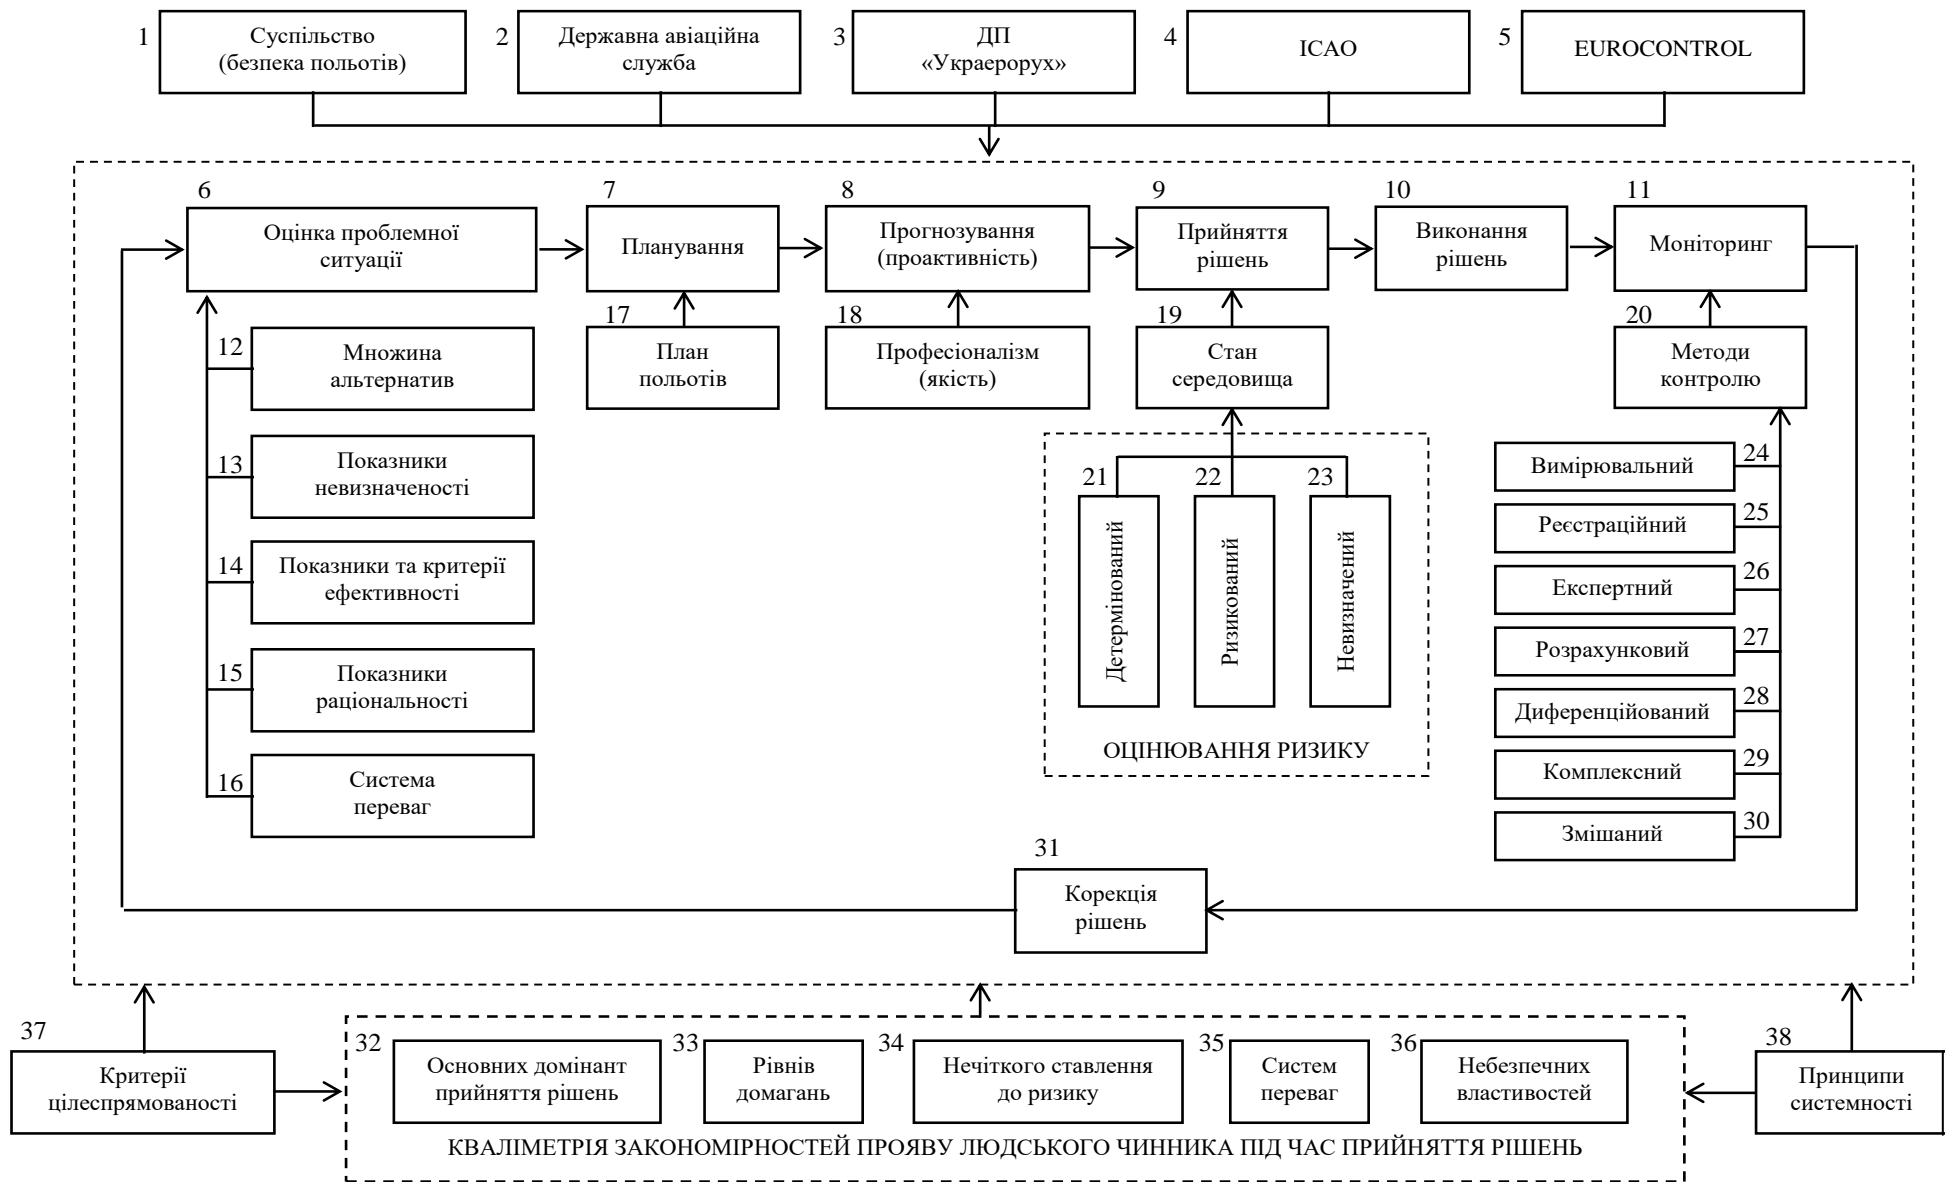 1
Суспільство
(безпека польотів)
2
Державна авіаційна
служба
3
ДП
«Украерорух»
4
ICAO
5
EUROCONTROL
6
Оцінка проблемної
ситуації
7
Планування
8
Прогнозування
(проактивність)
9
Прийняття
рішень
10
Виконання
рішень
11
Моніторинг
12
Множина
альтернатив
13
Показники
невизначеності
14
Показники та критерії
ефективності
15
Показники
раціональності
16
Система
переваг
17
План
польотів
18
Професіоналізм
(якість)
19
Стан
середовища
20
Методи
контролю
21
Детермінований
22
Ризикований
23
Невизначений
ОЦІНЮВАННЯ РИЗИКУ
Вимірювальний
24
Реєстраційний
25
Експертний
26
Розрахунковий
27
Диференційований
28
Комплексний
29
Змішаний
30
31
Корекція
рішень
37
Критерії
цілеспрямованості
32
Основних домінант
прийняття рішень
33
Рівнів
домагань
34
Нечіткого ставлення
до ризику
35
Систем
переваг
36
Небезпечних
властивостей
КВАЛІМЕТРІЯ ЗАКОНОМІРНОСТЕЙ ПРОЯВУ ЛЮДСЬКОГО ЧИННИКА ПІД ЧАС ПРИЙНЯТТЯ РІШЕНЬ
38
Принципи
системності